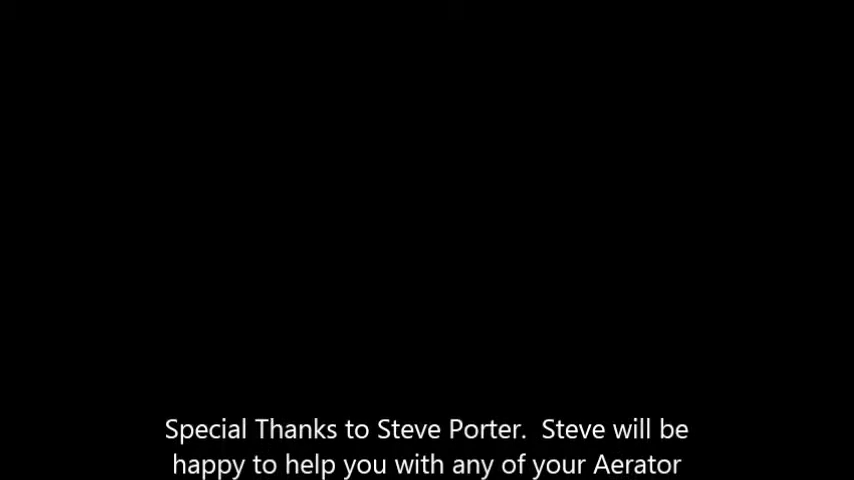 Special Thanks to Steve Porter.  Steve will be
happy to help you with any of your Aerator